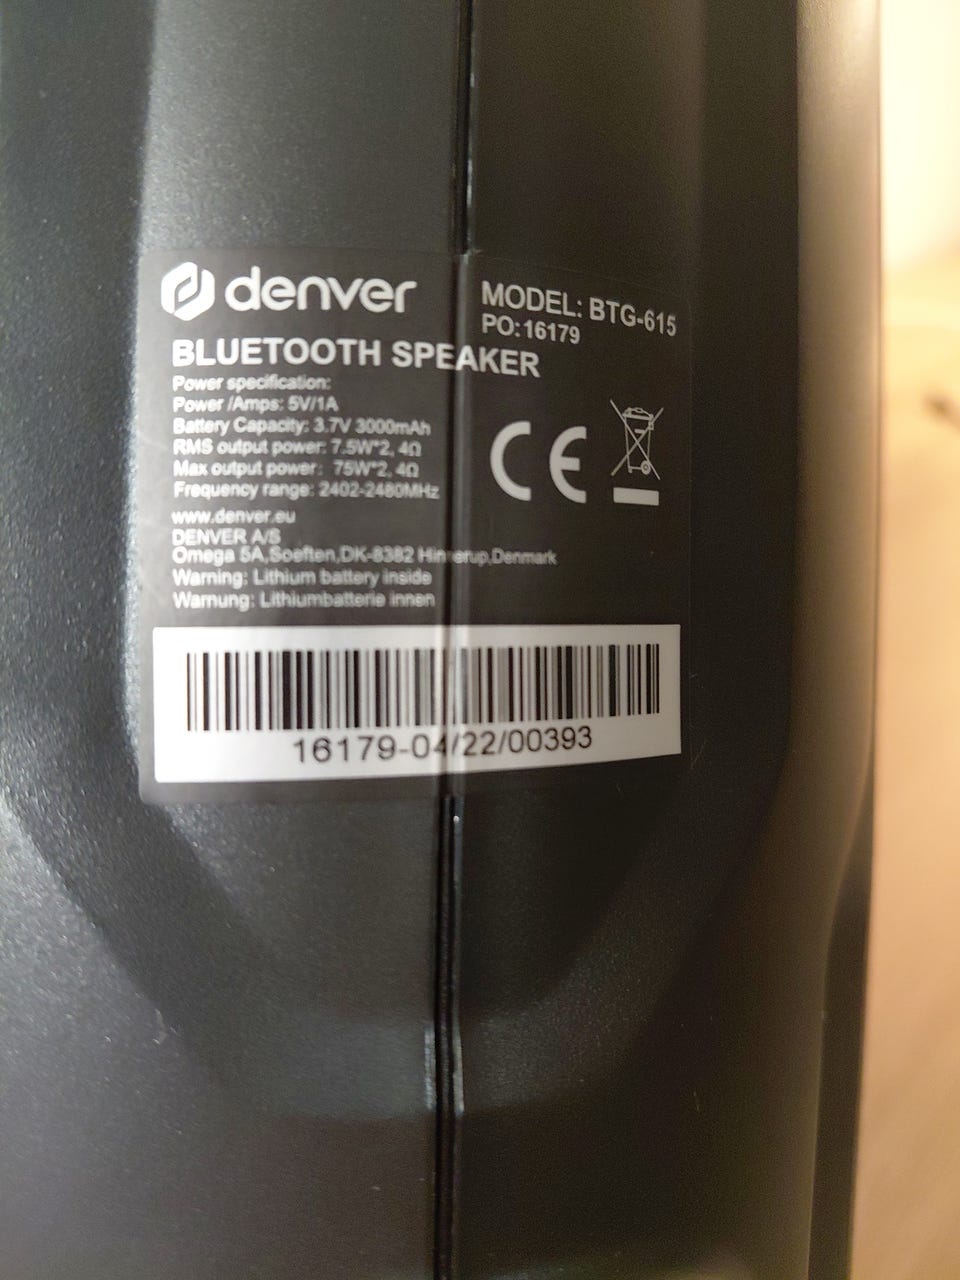 denver
MODEL: BTG-615
PO:16179
BLUETOOTH SPEAKER
Power specification:
Power /Amps: 5V/1A
Battery Capacity: 3.7V 3000mAh
RMS output power: 7.5W*2, 4Ω
Max output power: 75W*2, 4Ω
Frequency range: 2402-2480MHz
CE
www.denver.eu
DENVER A/S
Omega 5A,Soeften,DK-8382 Hinnerup,Denmark
Warning: Lithium battery inside
Warnung: Lithiumbatterie innen
16179-04/22/00393